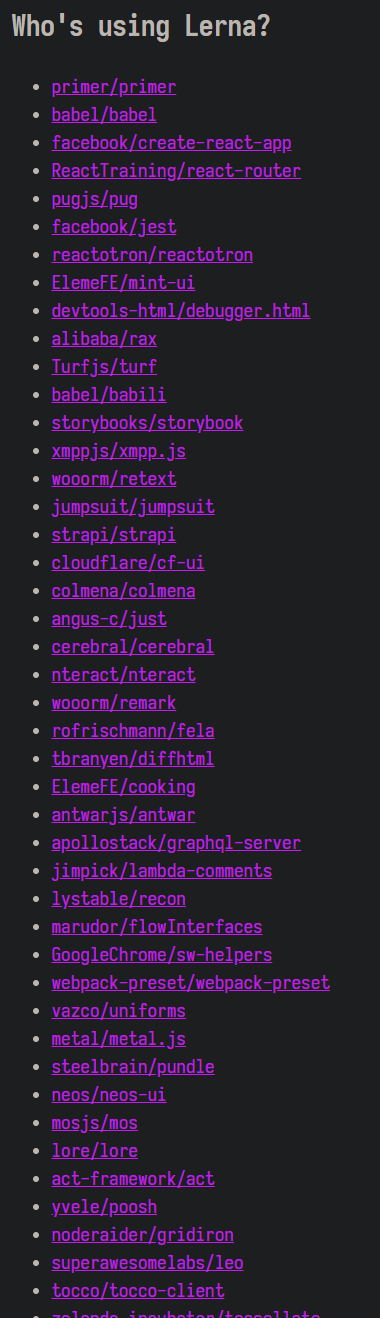 Who's using Lerna?
primer/primer
babel/babel
facebook/create-react-app
ReactTraining/react-router
pugjs/pug
facebook/jest
reactotron/reactotron
ElemeFE/mint-ui
devtools-html/debugger.html
alibaba/rax
Turfjs/turf
babel/babili
storybooks/storybook
xmppjs/xmpp.js
wooorm/retext
jumpsuit/jumpsuit
strapi/strapi
cloudflare/cf-ui
colmena/colmena
angus-c/just
cerebral/cerebral
nteract/nteract
wooorm/remark
rofrischmann/fela
tbranyen/diffhtml
ElemeFE/cooking
antwarjs/antwar
apollostack/graphql-server
jimpick/lambda-comments
lystable/recon
marudor/flowInterfaces
GoogleChrome/sw-helpers
webpack-preset/webpack-preset
vazco/uniforms
metal/metal.js
steelbrain/pundle
neos/neos-ui
mosjs/mos
lore/lore
act-framework/act
yvele/poosh
noderaider/gridiron
superawesomelabs/leo
tocco/tocco-client